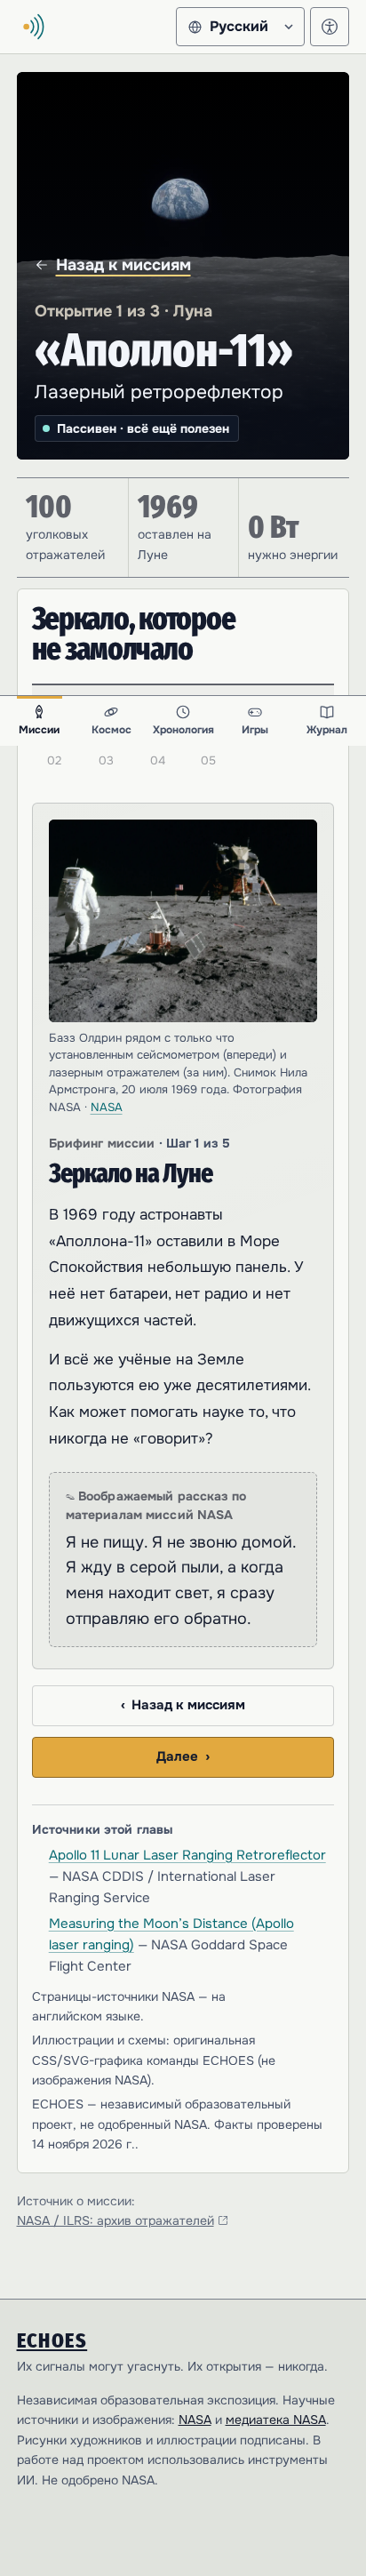 Русский
← Назад к миссиям
Открытие 1 из 3 · Луна
«Аполлон-11»
Лазерный ретрорефлектор
Пассивен · всё ещё полезен
100
уголковых
отражателей
1969
оставлен на
Луне
0 Вт
нужно энергии
Зеркало, которое
не замолчало
Миссии
Космос
Хронология
Игры
Журнал
02 03 04 05
Базз Олдрин рядом с только что
установленным сейсмометром (впереди) и
лазерным отражателем (за ним). Снимок Нила
Армстронга, 20 июля 1969 года. Фотография
NASA · NASA
Брифинг миссии · Шаг 1 из 5
Зеркало на Луне
В 1969 году астронавты
«Аполлона-11» оставили в Море
Спокойствия небольшую панель. У
неё нет батареи, нет радио и нет
движущихся частей.
И всё же учёные на Земле
пользуются ею уже десятилетиями.
Как может помогать науке то, что
никогда не «говорит»?
Воображаемый рассказ по
материалам миссий NASA
Я не пищу. Я не звоню домой.
Я жду в серой пыли, а когда
меня находит свет, я сразу
отправляю его обратно.
‹ Назад к миссиям
Далее ›
Источники этой главы
Apollo 11 Lunar Laser Ranging Retroreflector
— NASA CDDIS / International Laser
Ranging Service
Measuring the Moon's Distance (Apollo
laser ranging) — NASA Goddard Space
Flight Center
Страницы-источники NASA — на
английском языке.
Иллюстрации и схемы: оригинальная
CSS/SVG-графика команды ECHOES (не
изображения NASA).
ECHOES — независимый образовательный
проект, не одобренный NASA. Факты проверены
14 ноября 2026 г..
Источник о миссии:
NASA / ILRS: архив отражателей
ECHOES
Их сигналы могут угаснуть. Их открытия — никогда.
Независимая образовательная экспозиция. Научные
источники и изображения: NASA и медиатека NASA.
Рисунки художников и иллюстрации подписаны. В
работе над проектом использовались инструменты
ИИ. Не одобрено NASA.